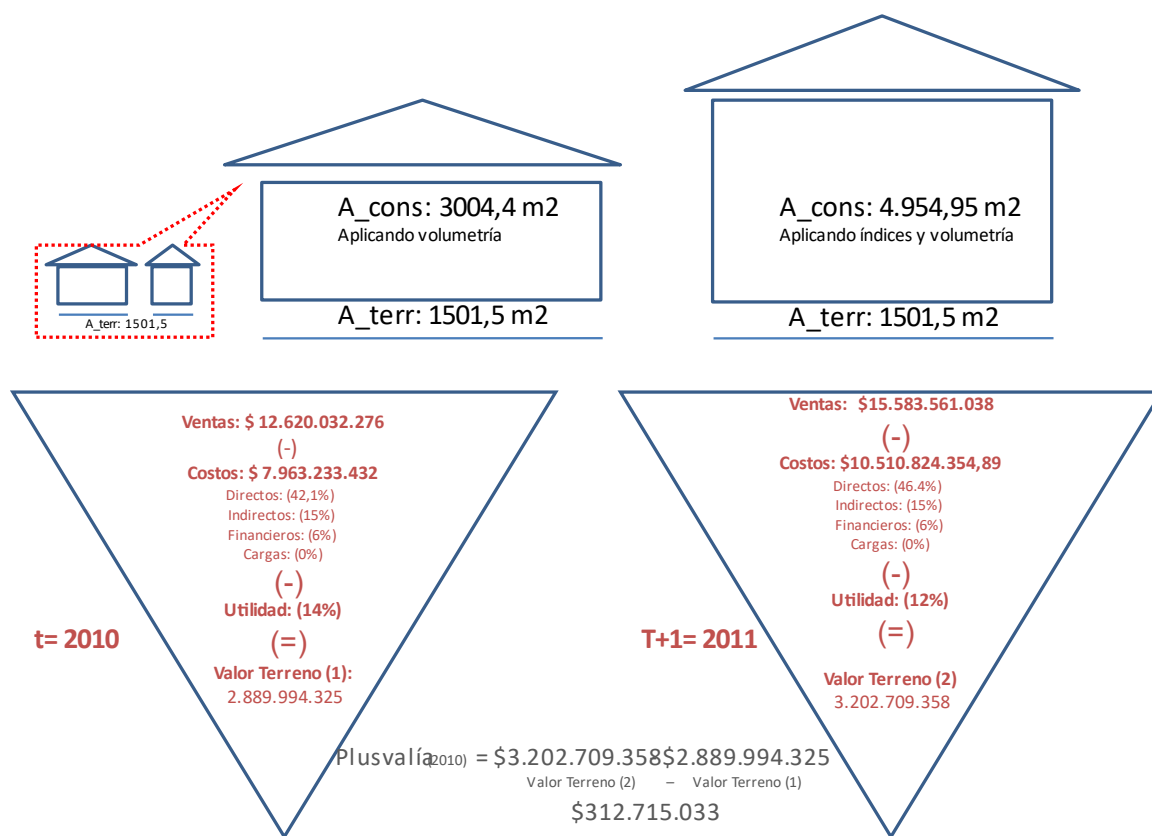 A_cons: 3004,4 m2
Aplicando volumetría
A_terr: 1501,5 m2
A_terr: 1501,5
A_cons: 4.954,95 m2
Aplicando índices y volumetría
A_terr: 1501,5 m2
Ventas: $ 12.620.032.276
(-)
Costos: $ 7.963.233.432
Directos: (42,1%)
Indirectos: (15%)
Financieros: (6%)
Cargas: (0%)
(-)
Utilidad: (14%)
(=)
t= 2010
Valor Terreno (1):
2.889.994.325
Ventas: $15.583.561.038
(-)
Costos: $10.510.824.354,89
Directos: (46.4%)
Indirectos: (15%)
Financieros: (6%)
Cargas: (0%)
(-)
Utilidad: (12%)
(=)
T+1= 2011
Valor Terreno (2)
3.202.709.358
Plusvalía(2010) = $3.202.709.358-$2.889.994.325
Valor Terreno (2) – Valor Terreno (1)
$312.715.033